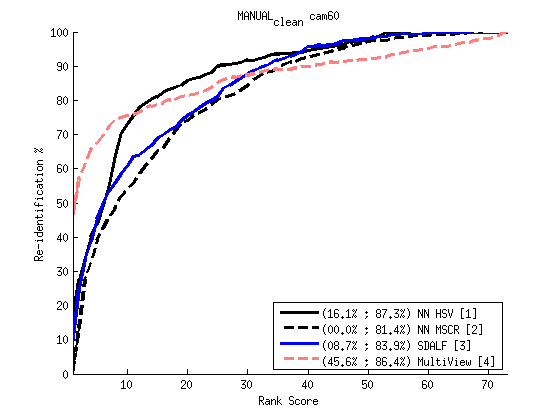 MANUAL_clean cam60
Re-identification %
100
90
80
70
60
50
40
30
20
10
0
(16.1% ; 87.3%) NN HSV [1]
(00.0% ; 81.4%) NN MSCR [2]
(08.7% ; 83.9%) SDALF [3]
(45.6% ; 86.4%) MultiView [4]
10 20 30 40 50 60 70
Rank Score